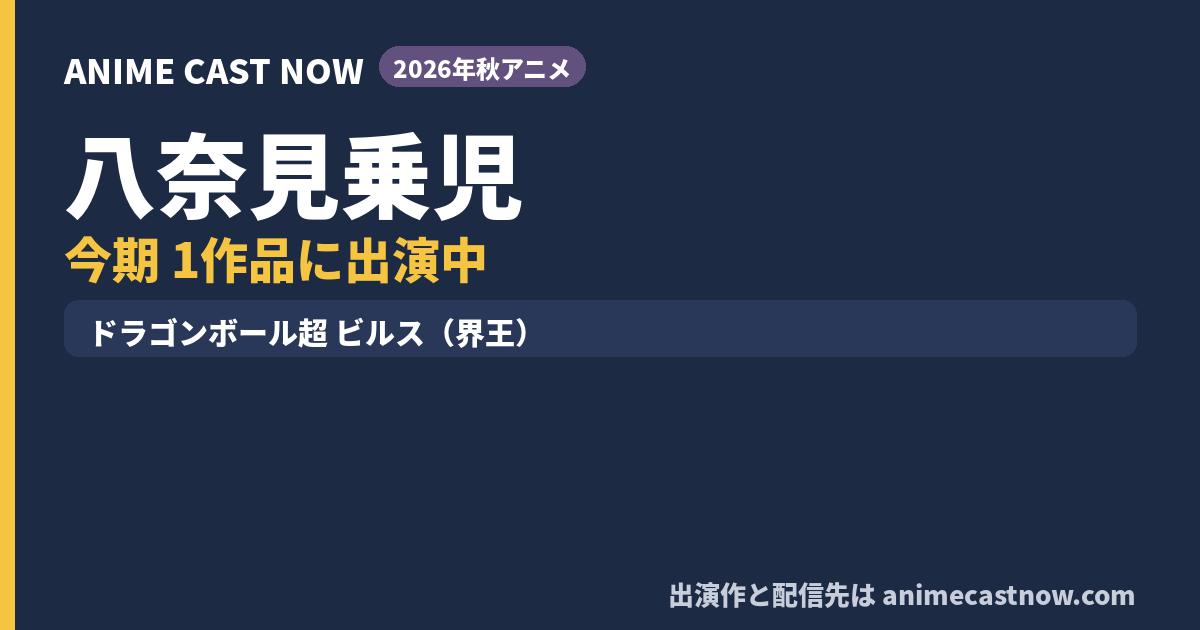 ANIME CAST NOW 2026年秋アニメ
八奈見乗児
今期 1作品に出演中
ドラゴンボール超 ビルス（界王）
出演作と配信先は animecastnow.com